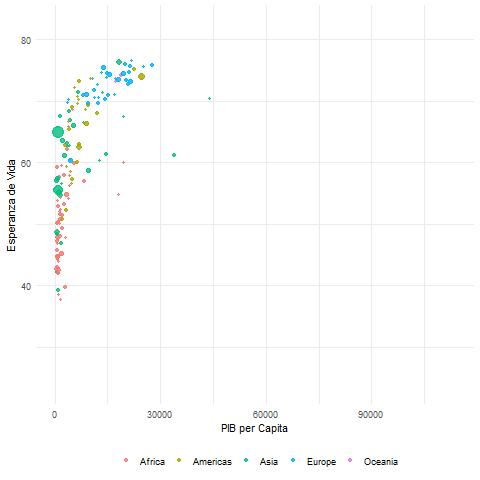 Esperanza de Vida
80
60
40
0
30000
60000
90000
PIB per Capita
Africa
Americas
Asia
Europe
Oceania